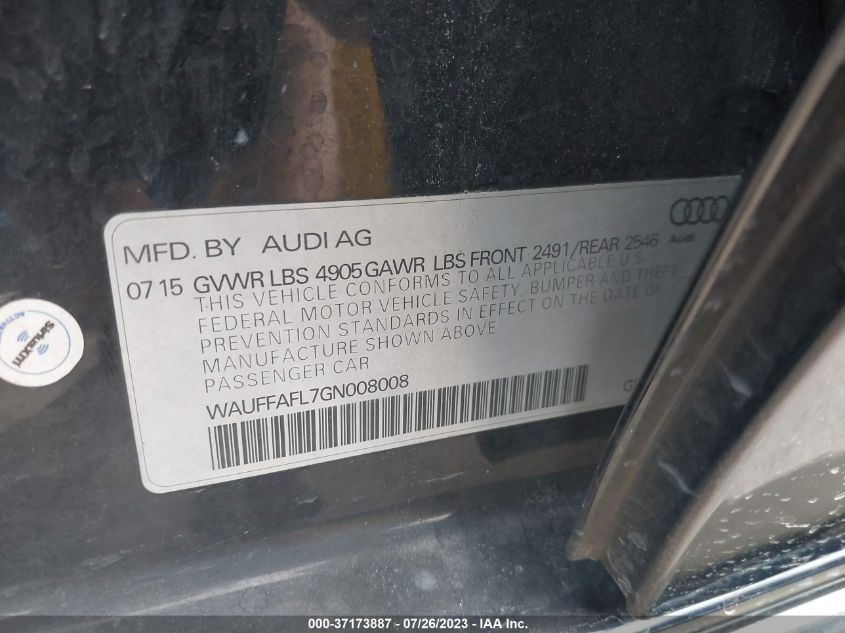 MFD. BY AUDI AG
Audi
07 15 GVWR LBS 4905 GAWR LBS FRONT 2491/REAR 2546
THIS VEHICLE CONFORMS TO ALL APPLICABLE U.S.
FEDERAL MOTOR VEHICLE SAFETY, BUMPER AND THEFT
PREVENTION STANDARDS IN EFFECT ON THE DATE OF
MANUFACTURE SHOWN ABOVE
PASSENGER CAR
WAUFFAFL7GN008008
siriusxm
000-37173887 / 07/26/2023 - IAA Inc.